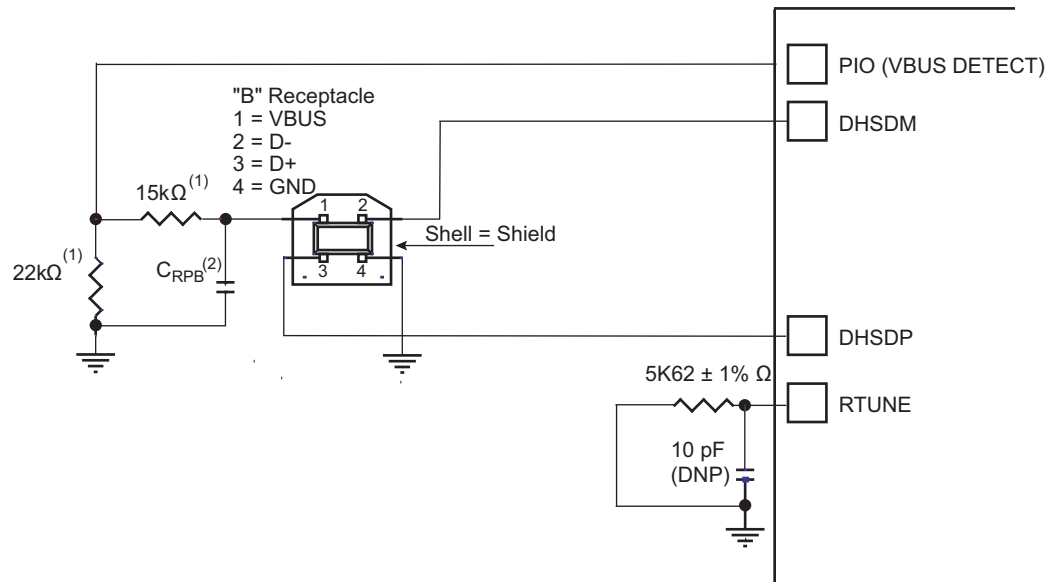 PIO (VBUS DETECT)
"B" Receptacle
1 = VBUS
2 = D-
3 = D+
4 = GND
DHSDM
15kΩ(1)
1 2
Shell = Shield
22kΩ(1)
CRPB(2)
3 4
DHSDP
5K62 ± 1% Ω
RTUNE
10 pF
(DNP)